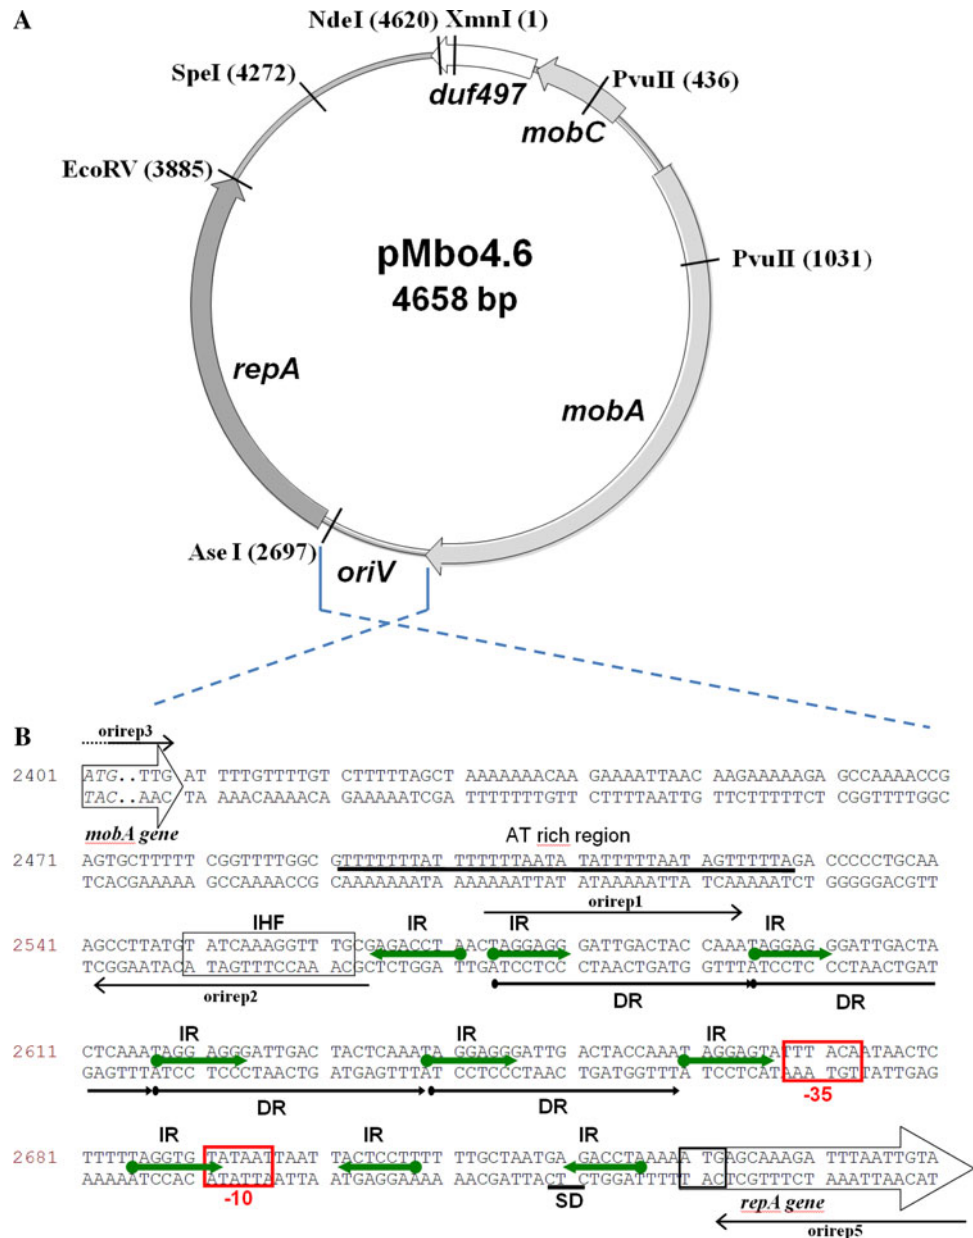 A
NdeI (4620) XmnI (1)
SpeI (4272)
duf497
PvuII (436)
mobC
EcoRV (3885)
pMbo4.6
4658 bp
PvuII (1031)
repA
mobA
Ase I (2697)
oriV
B
orirep3
2401 ATG..TTG AT TTTGTTTTGT CTTTTTAGCT AAAAAAACAA GAAAATTAAC AAGAAAAAGA GCCAAAACCG
TAC..AAC TA AAACAAAACA GAAAAATCGA TTTTTTTGTT CTTTTAATTG TTCTTTTTCT CGGTTTTGGC
mobA gene
AT rich region
2471 AGTGCTTTTT CGGTTTTGGC GTTTTTTTAT TTTTTTAATA TATTTTTAAT AGTTTTTAGA CCCCCTGCAA
TCACGAAAAA GCCAAAACCG CAAAAAAATA AAAAAATTAT ATAAAAATTA TCAAAAATCT GGGGGACGTT
orirep1
IHF IR IR IR
2541 AGCCTTATGT ATCAAAGGTT TGCGAGACCT AACTAGGAGG GATTGACTAC CAAATAGGAG GGATTGACTA
TCGGAATACA TAGTTTCCAA ACGCTCTGGA TTGATCCTCC CTAACTGATG GTTTATCCTC CCTAACTGAT
orirep2
DR DR
IR IR IR
2611 CTCAAATAGG AGGGATTGAC TACTCAAATA GGAGGGATTG ACTACCAAAT AGGAGTATTT ACAATAACTC
GAGTTTATCC TCCCTAACTG ATGAGTTTAT CCTCCCTAAC TGATGGTTTA TCCTCATAAA TGTTATTGAG
DR DR -35
IR IR IR
2681 TTTTTAGGTG TATAATTAAT TACTCCTTTT TTGCTAATGA GACCTAAAAA ATGAGCAAAGA TTTAATTGTA
AAAAATCCAC ATATTAATTA ATGAGGAAAA AACGATTACT CTGGATTTTT TACTCGTTTCT AAATTAACAT
-10 SD repA gene
orirep5